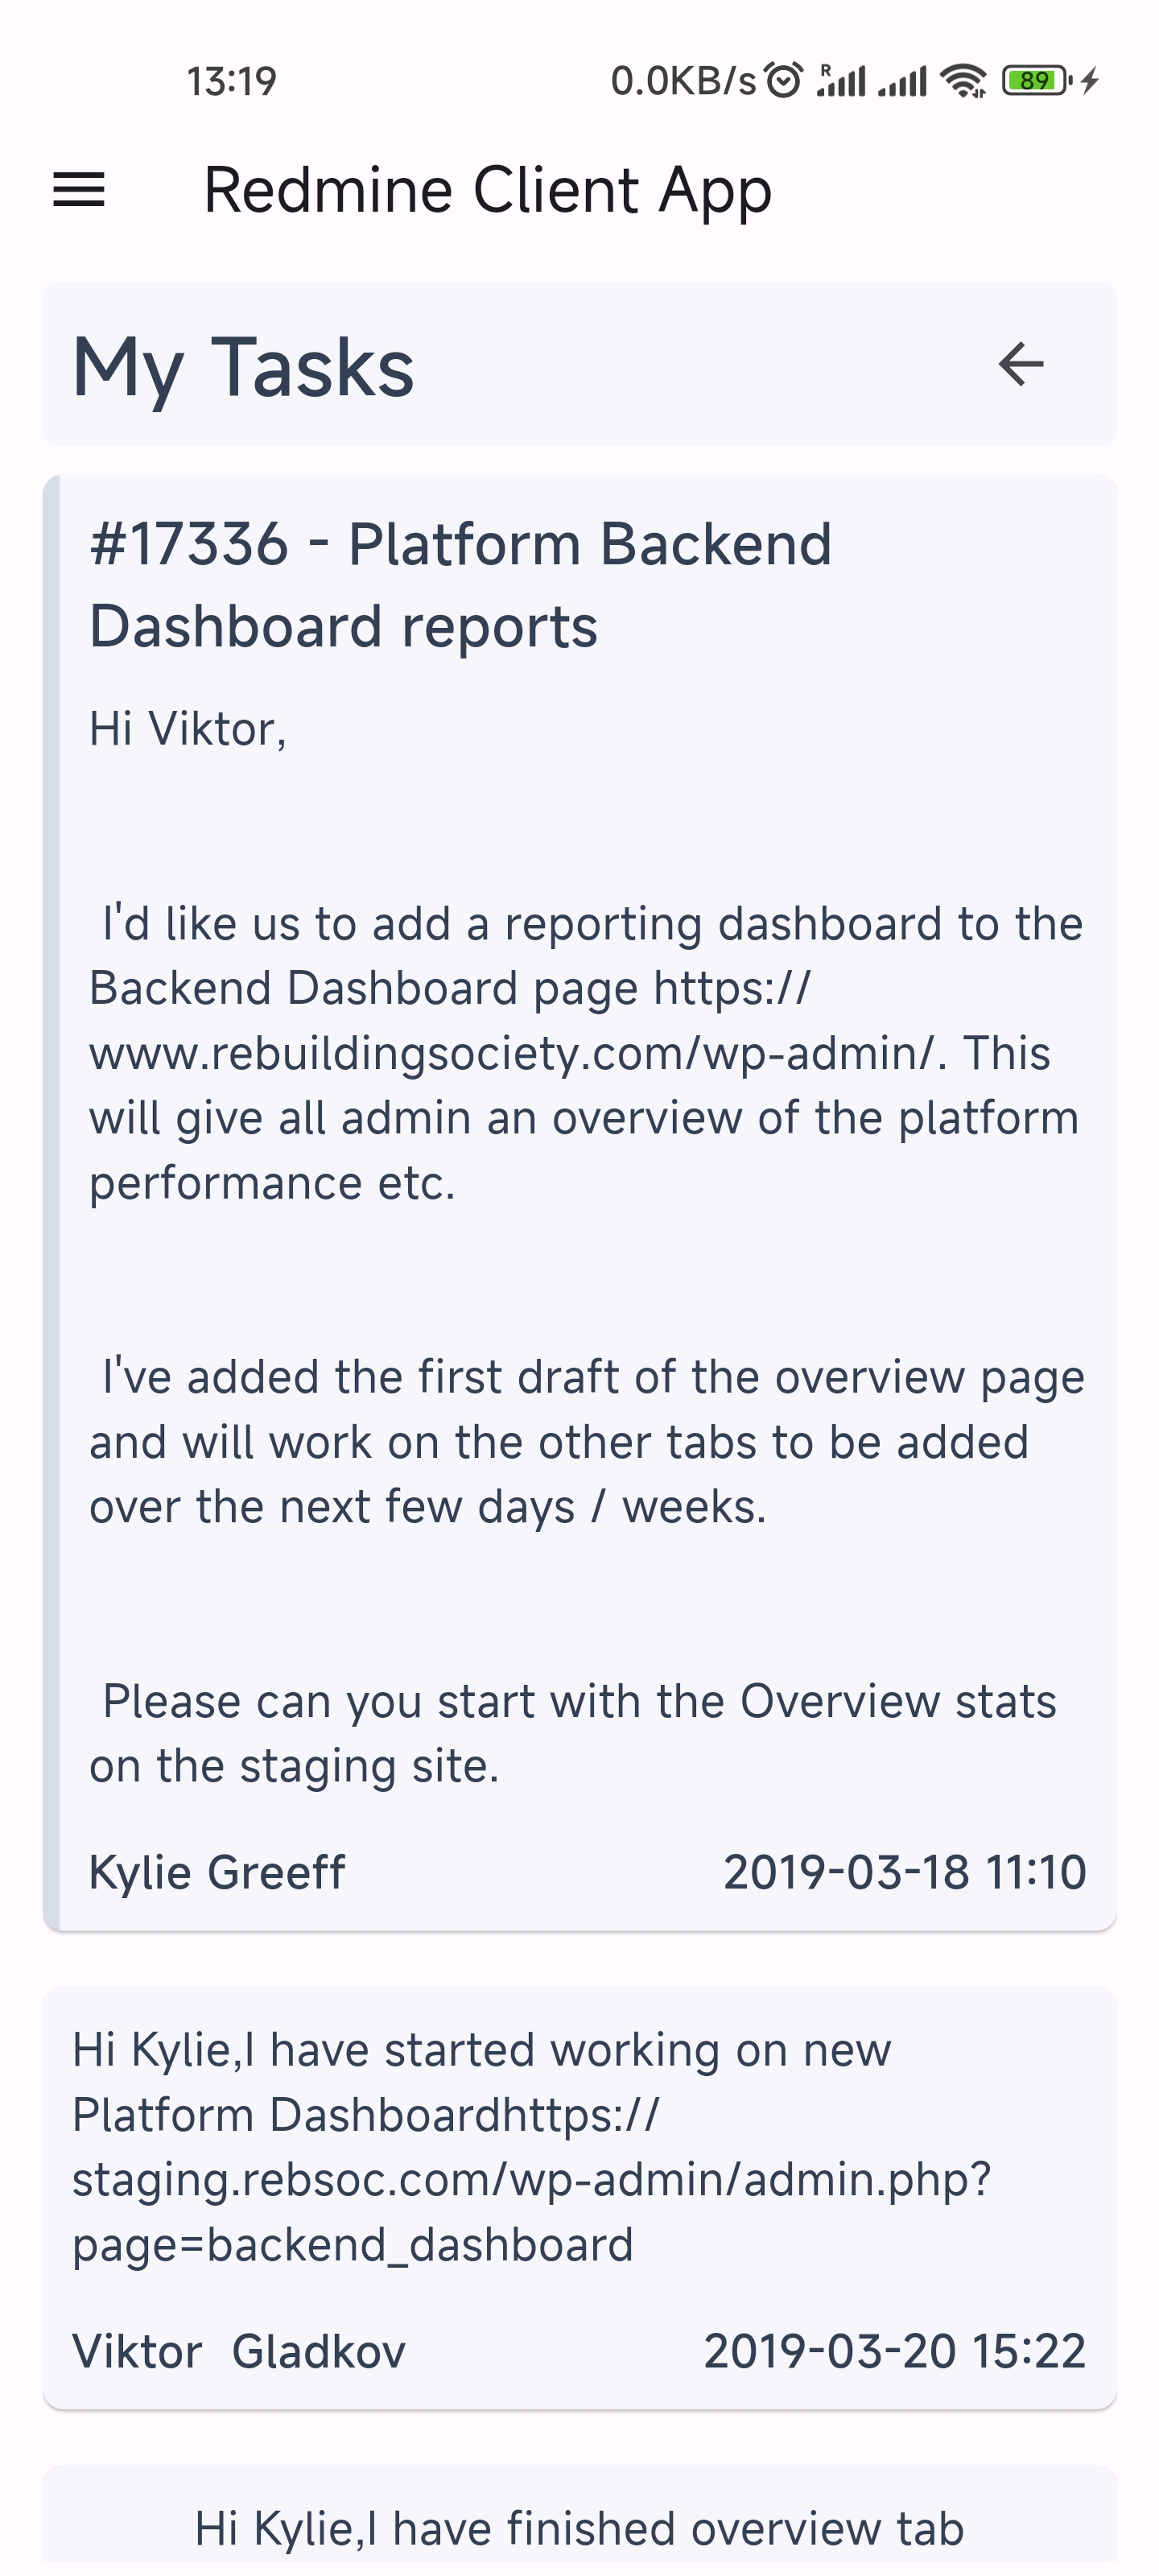 13:19
0.0KB/s
R
89
Redmine Client App
My Tasks
#17336 - Platform Backend
Dashboard reports
Hi Viktor,
I'd like us to add a reporting dashboard to the
Backend Dashboard page https://
www.rebuildingsociety.com/wp-admin/. This
will give all admin an overview of the platform
performance etc.
I've added the first draft of the overview page
and will work on the other tabs to be added
over the next few days / weeks.
Please can you start with the Overview stats
on the staging site.
Kylie Greeff
2019-03-18 11:10
Hi Kylie,I have started working on new
Platform Dashboardhttps://
staging.rebsoc.com/wp-admin/admin.php?
page=backend_dashboard
Viktor  Gladkov
2019-03-20 15:22
Hi Kylie,I have finished overview tab